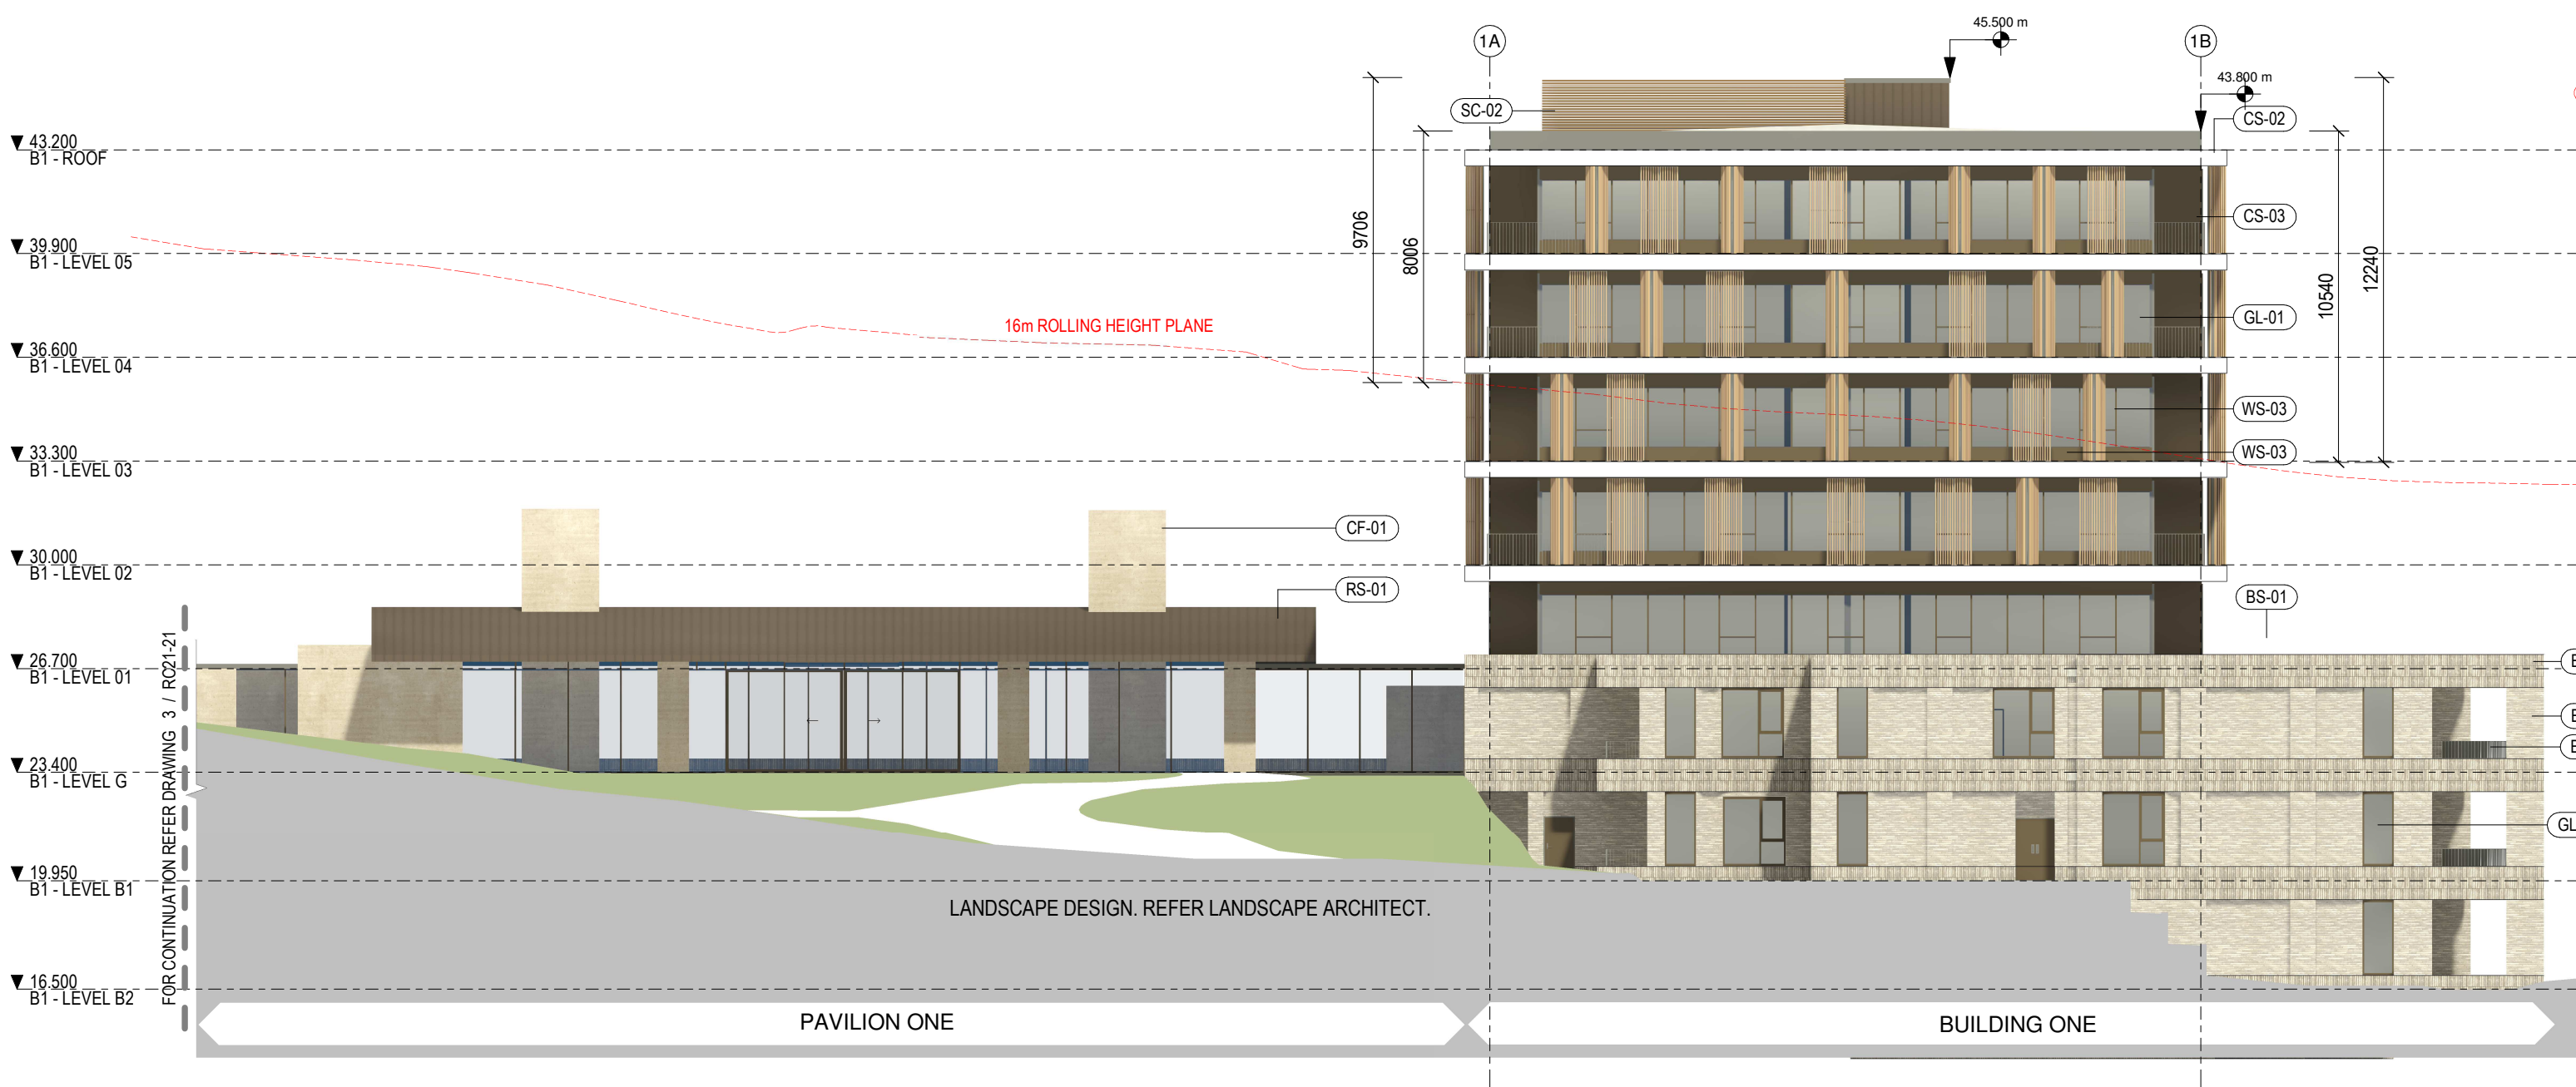 45.500 m
1A
1B
43.800 m
SC-02
CS-02
43.200
B1 - ROOF
CS-03
9706
8006
39.900
B1 - LEVEL 05
10540
12240
16m ROLLING HEIGHT PLANE
GL-01
36.600
B1 - LEVEL 04
WS-03
33.300
B1 - LEVEL 03
WS-03
CF-01
30.000
B1 - LEVEL 02
RS-01
BS-01
FOR CONTINUATION REFER DRAWING 3 / RC21-21
26.700
B1 - LEVEL 01
23.400
B1 - LEVEL G
GL
19.950
B1 - LEVEL B1
LANDSCAPE DESIGN. REFER LANDSCAPE ARCHITECT.
16.500
B1 - LEVEL B2
PAVILION ONE
BUILDING ONE